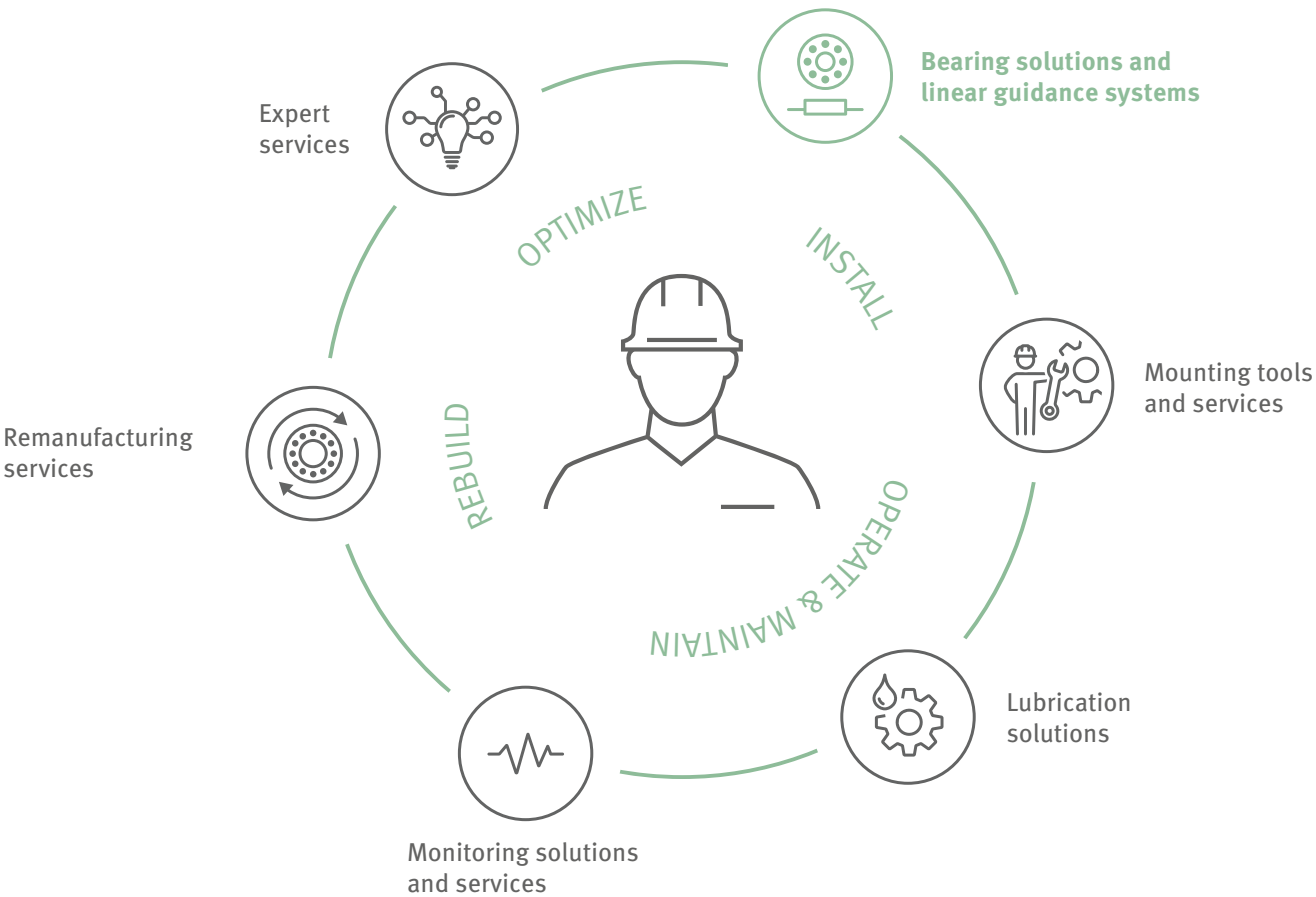 Bearing solutions and
linear guidance systems
Expert
services
OPTIMIZE
INSTALL
Mounting tools
and services
Remanufacturing
services
REBUILD
OPERATE & MAINTAIN
Lubrication
solutions
Monitoring solutions
and services